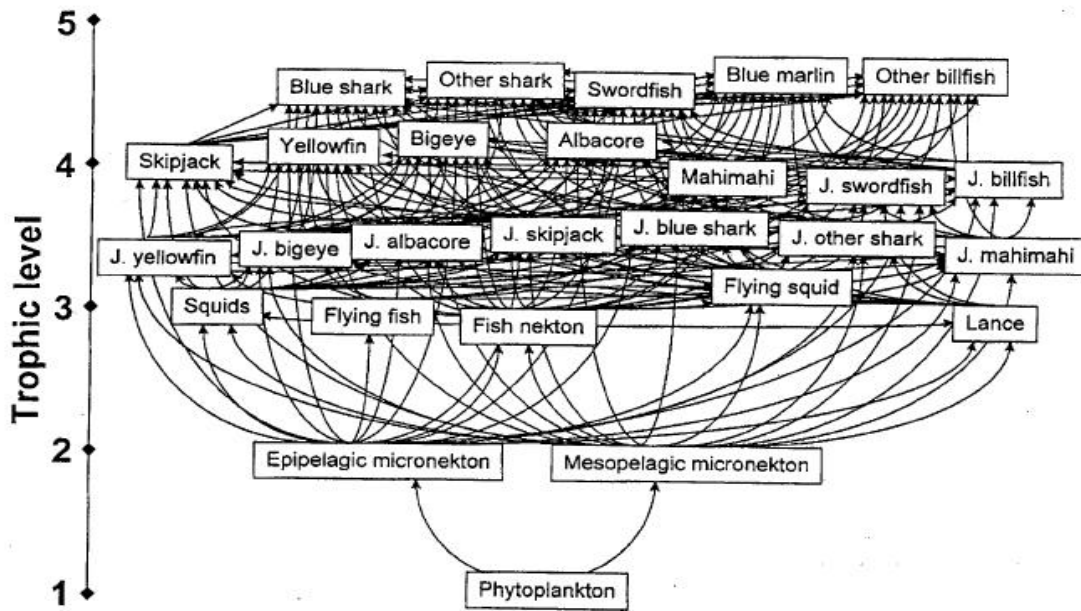 5
Blue shark
Other shark
Swordfish
Blue marlin
Other billfish
4
Skipjack
Yellowfin
Bigeye
Albacore
Mahimahi
J. swordfish
J. billfish
Trophic level
J. yellowfin
J. bigeye
J. albacore
J. skipjack
J. blue shark
J. other shark
J. mahimahi
3
Squids
Flying fish
Fish nekton
Flying squid
Lance
2
Epipelagic micronekton
Mesopelagic micronekton
1
Phytoplankton